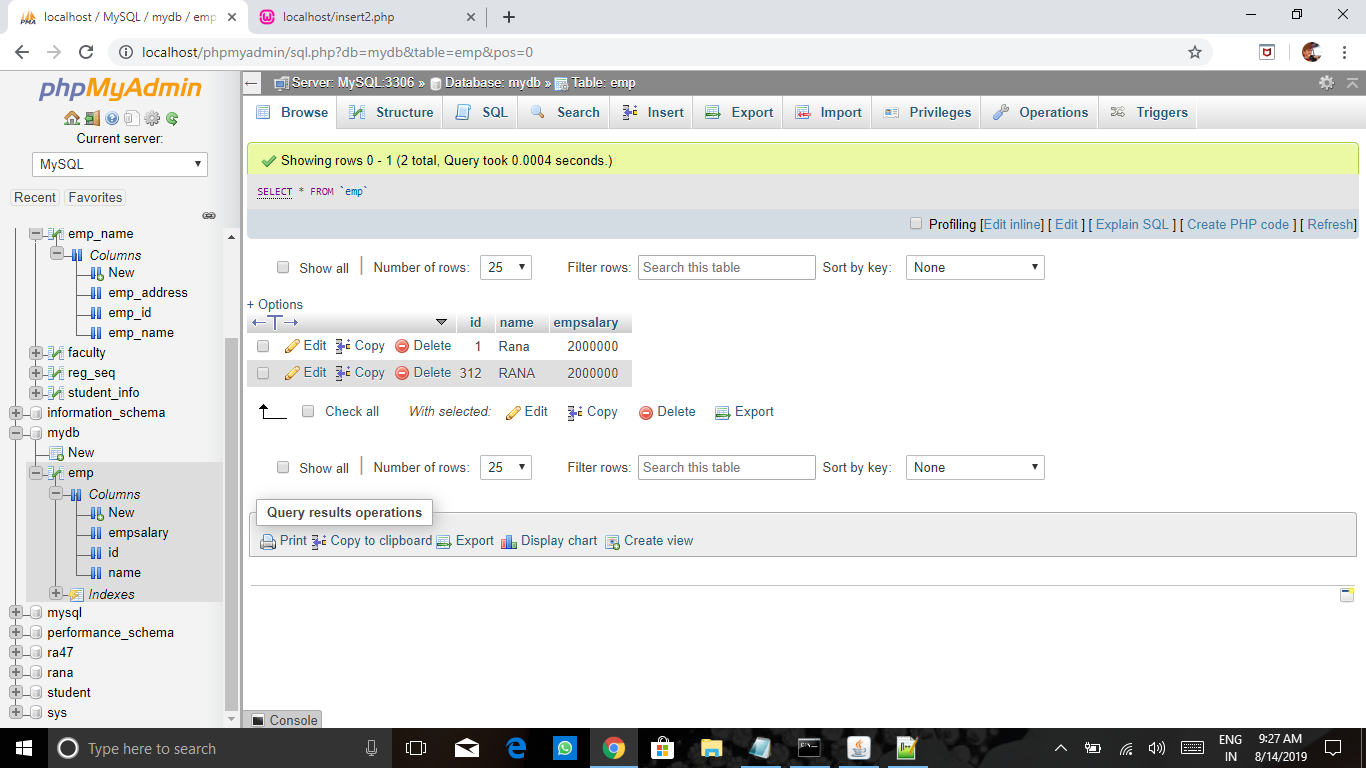 localhost / MySQL / mydb / emp
localhost/insert2.php
localhost/phpmyadmin/sql.php?db=mydb&table=emp&pos=0
phpMyAdmin
Current server:
MySQL
Recent Favorites
emp_name
Columns
New
emp_address
emp_id
emp_name
faculty
reg_seq
student_info
information_schema
mydb
New
emp
Columns
New
empsalary
id
name
Indexes
mysql
performance_schema
ra47
rana
student
sys
Server: MySQL:3306 » Database: mydb » Table: emp
Browse Structure SQL Search Insert Export Import Privileges Operations Triggers
Showing rows 0 - 1 (2 total, Query took 0.0004 seconds.)
SELECT * FROM `emp`
Profiling [Edit inline] [ Edit ] [ Explain SQL ] [ Create PHP code ] [ Refresh]
Show all | Number of rows: 25 Filter rows: Search this table Sort by key: None
+ Options
←T→ id name empsalary
Edit Copy Delete 1 Rana 2000000
Edit Copy Delete 312 RANA 2000000
Check all With selected: Edit Copy Delete Export
Show all | Number of rows: 25 Filter rows: Search this table Sort by key: None
Query results operations
Print Copy to clipboard Export Display chart Create view
Console
Type here to search
ENG
IN
9:27 AM
8/14/2019